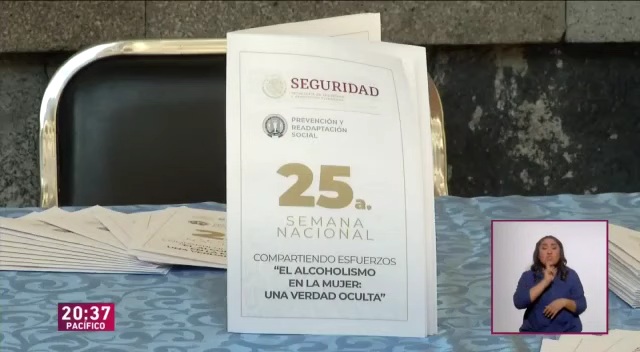 SEGURIDAD
PREVENCIÓN Y
READAPTACIÓN
SOCIAL
25a.
SEMANA
NACIONAL
COMPARTIENDO ESFUERZOS
"EL ALCOHOLISMO
EN LA MUJER:
UNA VERDAD OCULTA"
20:37
PACÍFICO